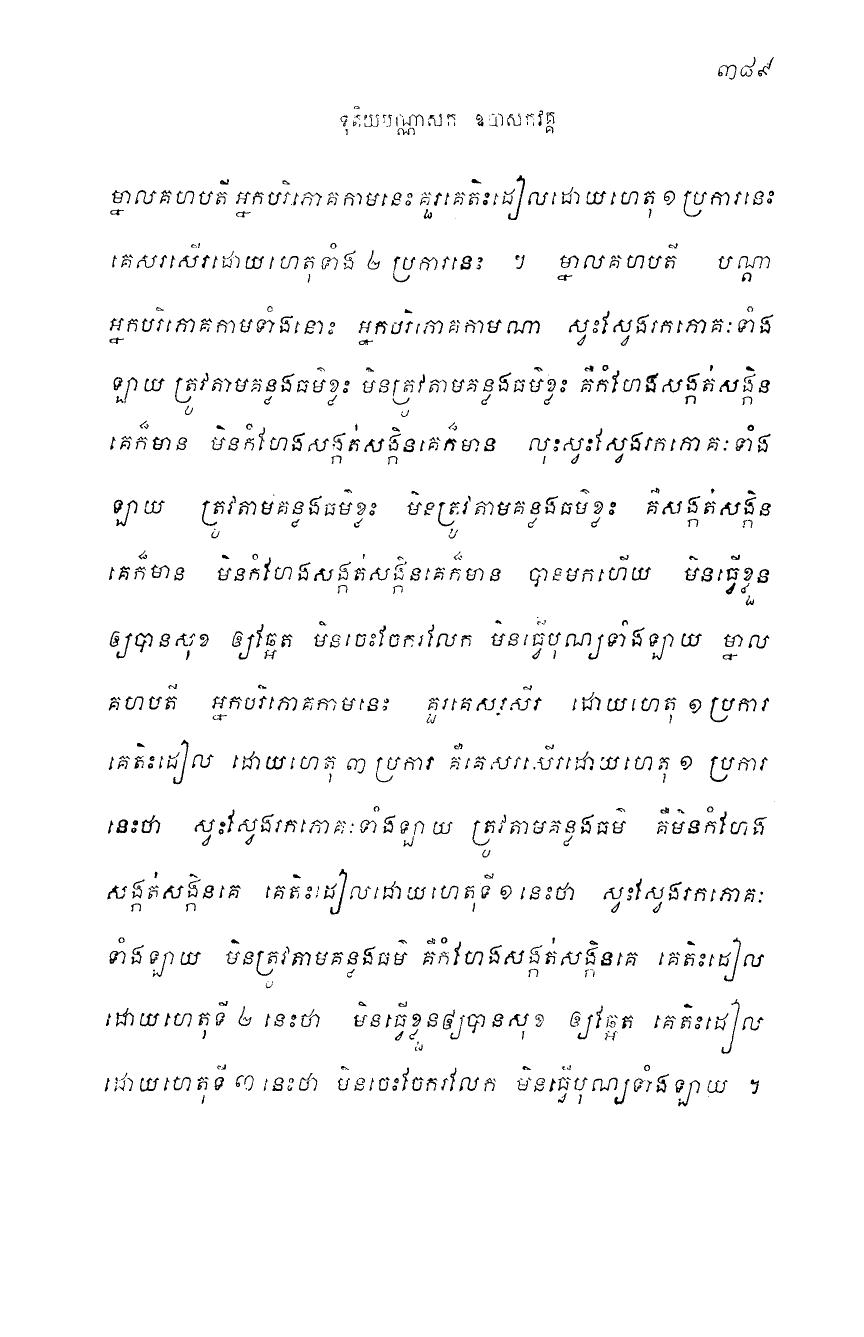 ៣៨៩
ទុតិយបណ្ណាសក ឧបាសកវគ្គ
ម្នាលគហបតី អ្នកបរិភោគកាមនេះ គួរគេតិះដៀលដោយហេតុ ១ ប្រការនេះ
គេសរសើរដោយហេតុទាំង ២ ប្រការនេះ ។ ម្នាលគហបតី បណ្តា
អ្នកបរិភោគកាមទាំងនោះ អ្នកបរិភោគកាមណា ស្វះស្វែងរកភោគៈទាំង
ឡាយ ត្រូវតាមគន្លងធម៌ខ្លះ មិនត្រូវតាមគន្លងធម៌ខ្លះ គឺកំហែងសង្កត់សង្កិន
គេក៏មាន មិនកំហែងសង្កត់សង្កិនគេក៏មាន លុះស្វះស្វែងរកភោគៈទាំង
ឡាយ ត្រូវតាមគន្លងធម៌ខ្លះ មិនត្រូវតាមគន្លងធម៌ខ្លះ គឺសង្កត់សង្កិន
គេក៏មាន មិនកំហែងសង្កត់សង្កិនគេក៏មាន បានមកហើយ មិនធ្វើខ្លួន
ឲ្យបានសុខ ឲ្យឆ្អែត មិនចេះចែករលែក មិនធ្វើបុណ្យទាំងឡាយ ម្នាល
គហបតី អ្នកបរិភោគកាមនេះ គួរគេសរសើរ ដោយហេតុ ១ ប្រការ
គេតិះដៀល ដោយហេតុ ៣ ប្រការ គឺគេសរសើរដោយហេតុ ១ ប្រការ
នេះថា ស្វះស្វែងរកភោគៈទាំងឡាយ ត្រូវតាមគន្លងធម៌ គឺមិនកំហែង
សង្កត់សង្កិនគេ គេតិះដៀលដោយហេតុទី ១ នេះថា ស្វះស្វែងរកភោគៈ
ទាំងឡាយ មិនត្រូវតាមគន្លងធម៌ គឺកំហែងសង្កត់សង្កិនគេ គេតិះដៀល
ដោយហេតុទី ២ នេះថា មិនធ្វើខ្លួនឲ្យបានសុខ ឲ្យឆ្អែត គេតិះដៀល
ដោយហេតុទី ៣ នេះថា មិនចេះចែករលែក មិនធ្វើបុណ្យទាំងឡាយ ។